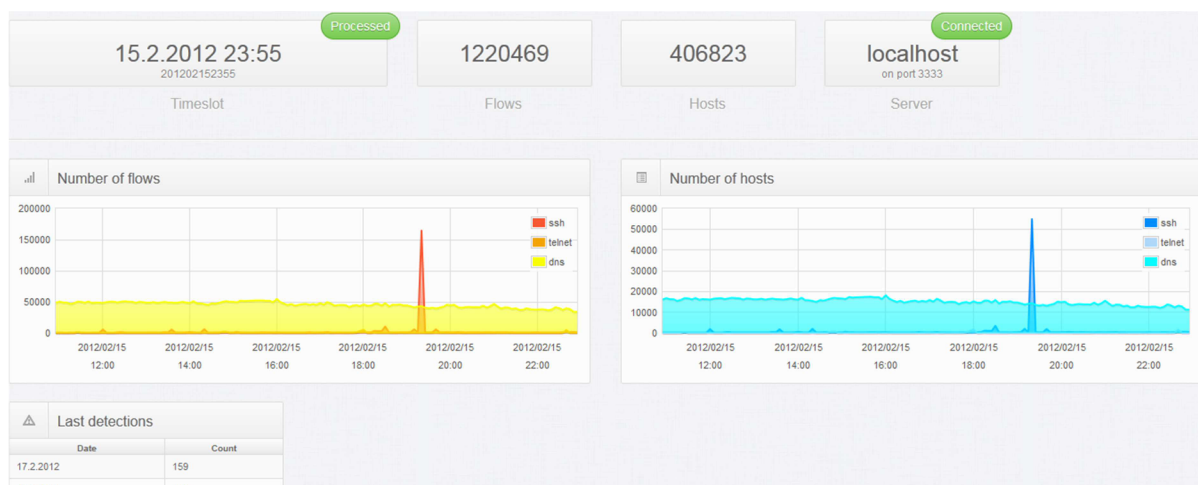 Processed
Connected
15.2.2012 23:55
201202152355
1220469
406823
localhost
on port 3333
Timeslot
Flows
Hosts
Server
Number of flows
200000
150000
100000
50000
0
ssh
telnet
dns
2012/02/15 2012/02/15 2012/02/15 2012/02/15 2012/02/15 2012/02/15
12:00 14:00 16:00 18:00 20:00 22:00
Number of hosts
60000
50000
40000
30000
20000
10000
0
ssh
telnet
dns
2012/02/15 2012/02/15 2012/02/15 2012/02/15 2012/02/15 2012/02/15
12:00 14:00 16:00 18:00 20:00 22:00
Last detections
Date Count
17.2.2012 159